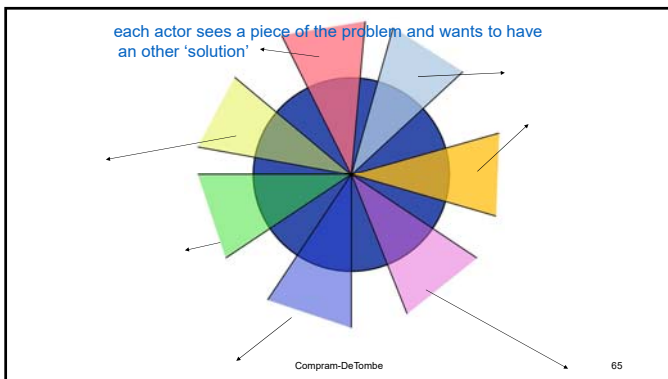 each actor sees a piece of the problem and wants to have
an other ‘solution’
Compram-DeTombe
65